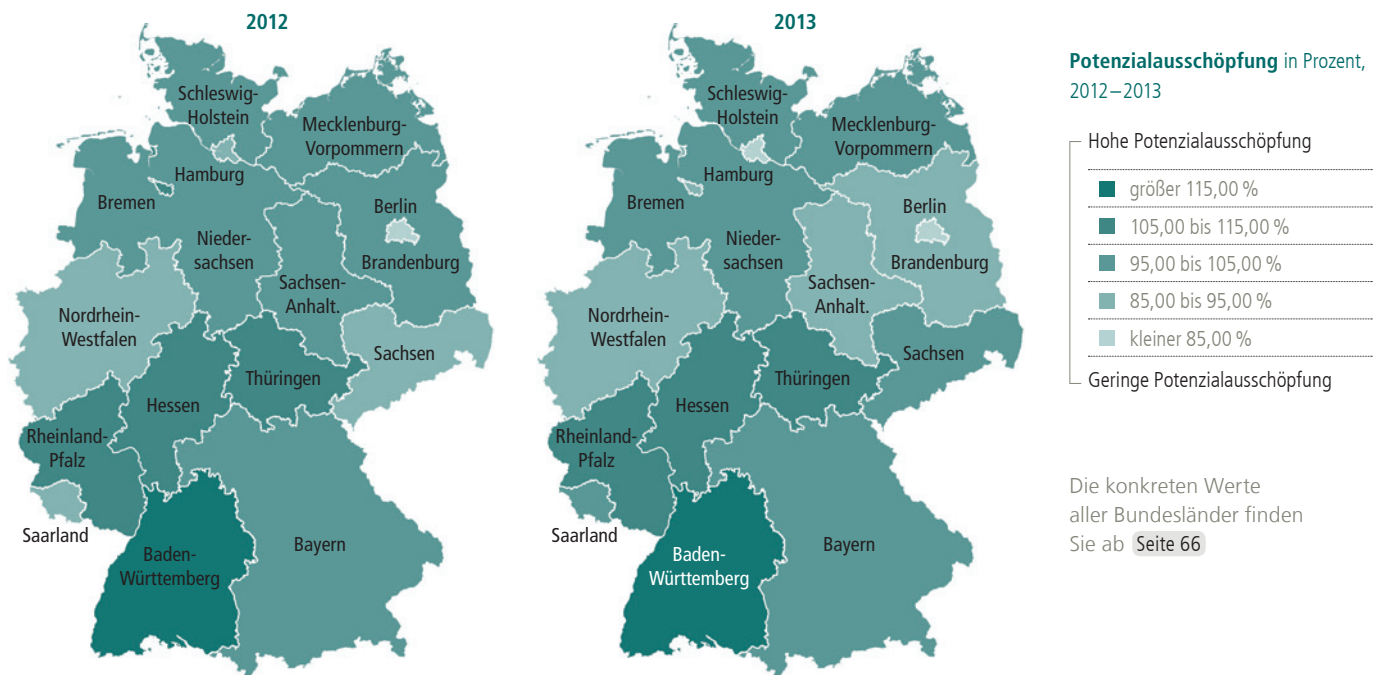 2012
Schleswig-
Holstein
Mecklenburg-
Vorpommern
Hamburg
Bremen
Berlin
Nieder-
sachsen
Brandenburg
Sachsen-
Anhalt.
Nordrhein-
Westfalen
Sachsen
Thüringen
Hessen
Rheinland-
Pfalz
Saarland
Baden-
Württemberg
Bayern
2013
Schleswig-
Holstein
Mecklenburg-
Vorpommern
Hamburg
Bremen
Berlin
Nieder-
sachsen
Brandenburg
Sachsen-
Anhalt.
Nordrhein-
Westfalen
Sachsen
Thüringen
Hessen
Rheinland-
Pfalz
Saarland
Baden-
Württemberg
Bayern
Potenzialausschöpfung in Prozent,
2012–2013
Hohe Potenzialausschöpfung
größer 115,00 %
105,00 bis 115,00 %
95,00 bis 105,00 %
85,00 bis 95,00 %
kleiner 85,00 %
Geringe Potenzialausschöpfung
Die konkreten Werte
aller Bundesländer finden
Sie ab Seite 66